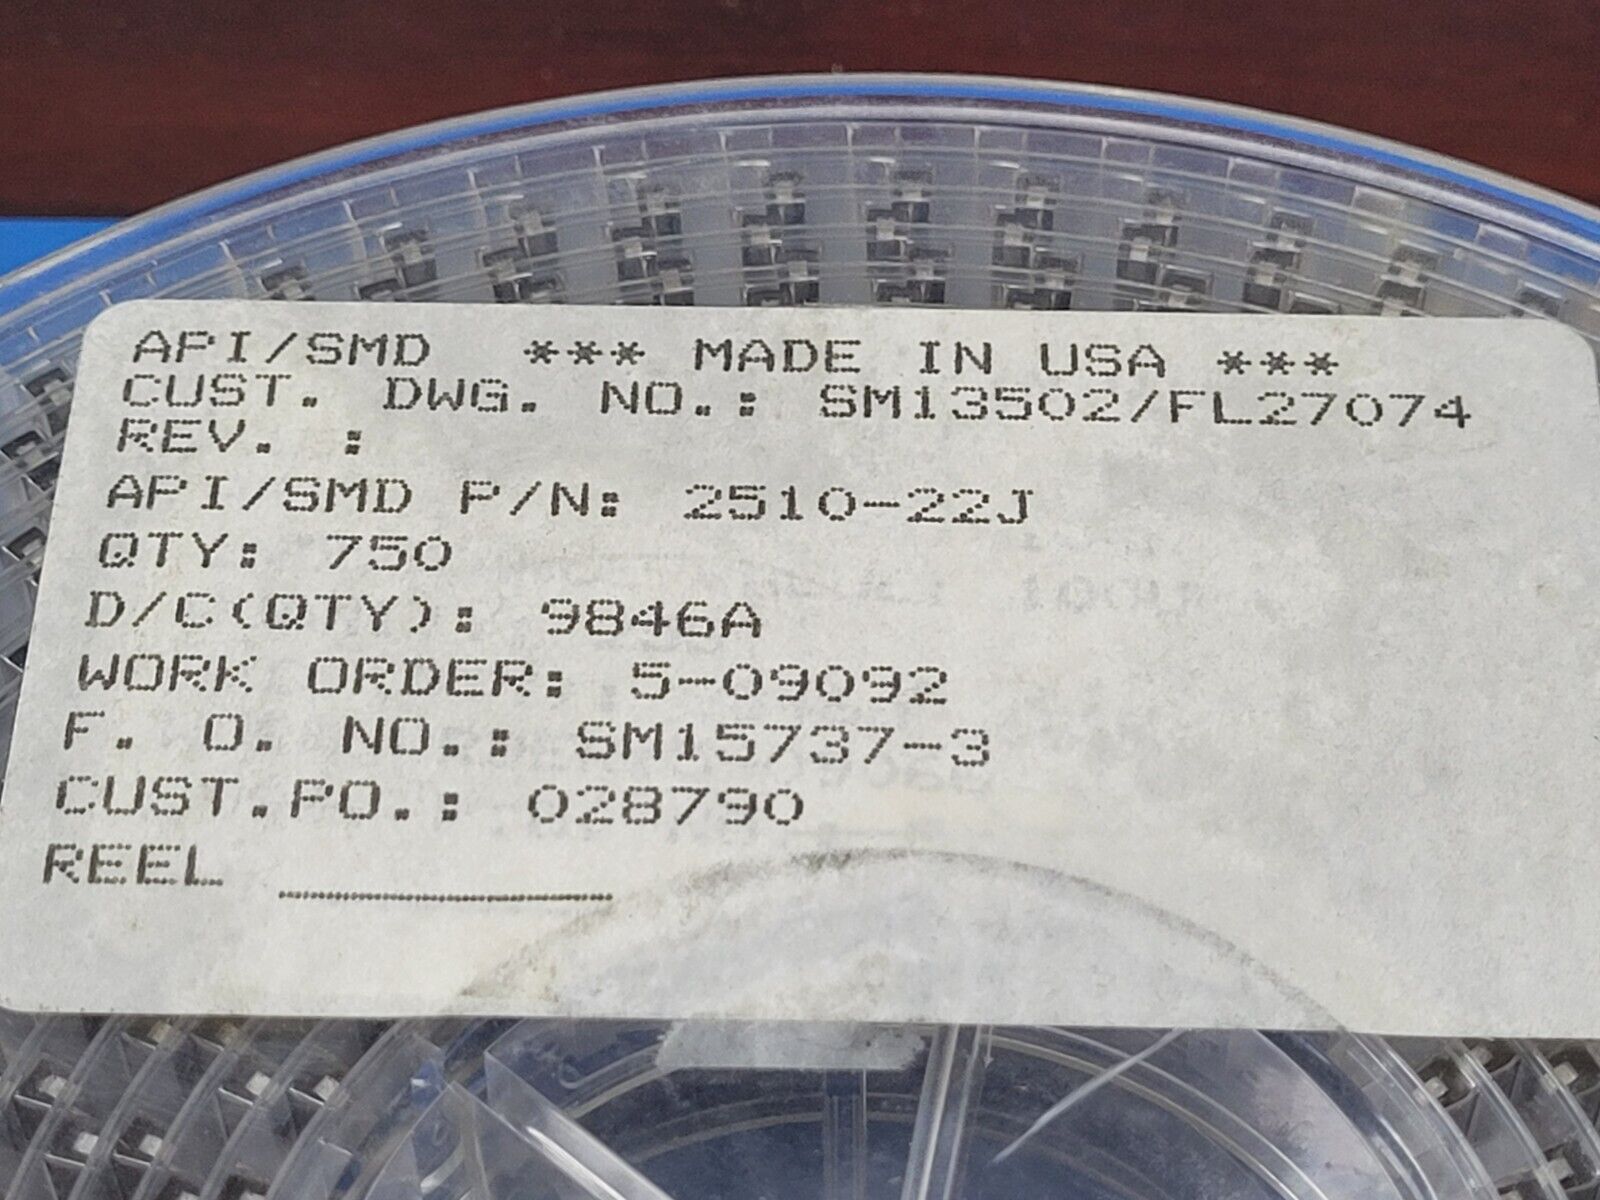 API/SMD *** MADE IN USA ***
CUST. DWG. NO.: SM13502/FL27074
REV. :
API/SMD P/N: 2510-22J
QTY: 750
D/C(QTY): 9846A
WORK ORDER: 5-09092
F. O. NO.: SM15737-3
CUST.PO.: 028790
REEL __________